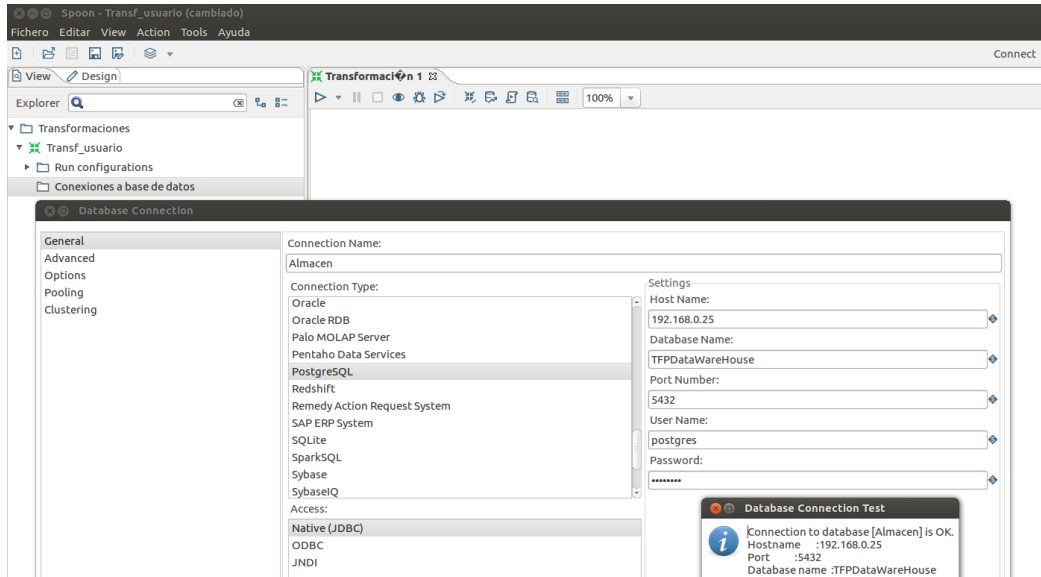 Spoon - Transf_usuario (cambiado)
Fichero Editar View Action Tools Ayuda
Connect
View Design
Transformaci�n 1
Explorer
100%
Transformaciones
Transf_usuario
Run configurations
Conexiones a base de datos
Database Connection
General
Advanced
Options
Pooling
Clustering
Connection Name:
Almacen
Connection Type:
Oracle
Oracle RDB
Palo MOLAP Server
Pentaho Data Services
PostgreSQL
Redshift
Remedy Action Request System
SAP ERP System
SQLite
SparkSQL
Sybase
SybaseIQ
Access:
Native (JDBC)
ODBC
JNDI
Settings
Host Name:
192.168.0.25
Database Name:
TFPDataWareHouse
Port Number:
5432
User Name:
postgres
Password:
••••••••
Database Connection Test
Connection to database [Almacen] is OK.
Hostname :192.168.0.25
Port :5432
Database name :TFPDataWareHouse